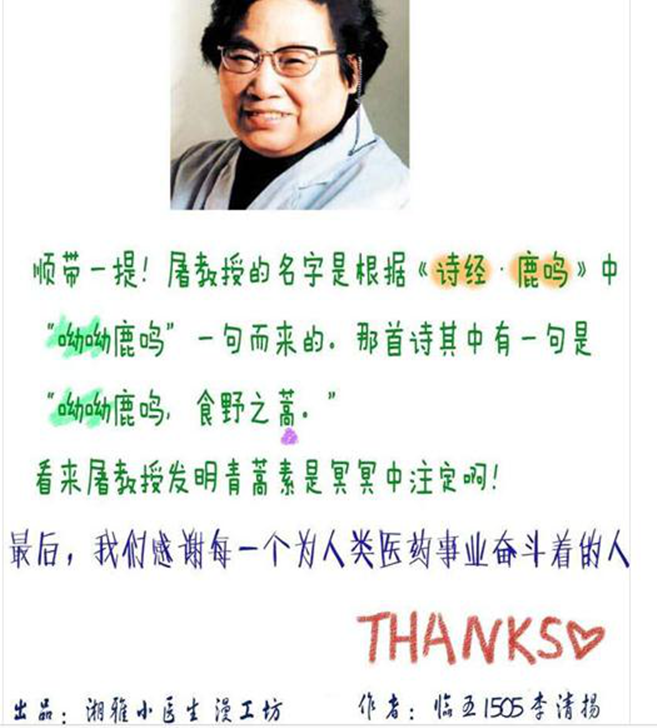 顺带一提！屠教授的名字是根据《诗经·鹿鸣》中
“呦呦鹿鸣”一句而来的。那首诗其中有一句是
“呦呦鹿鸣，食野之蒿。”
看来屠教授发明青蒿素是冥冥中注定啊！
最后，我们感谢每一个为人类医药事业奋斗着的人
THANKS♡
出品：湘雅小医生漫工坊
作者：临五1505李清扬